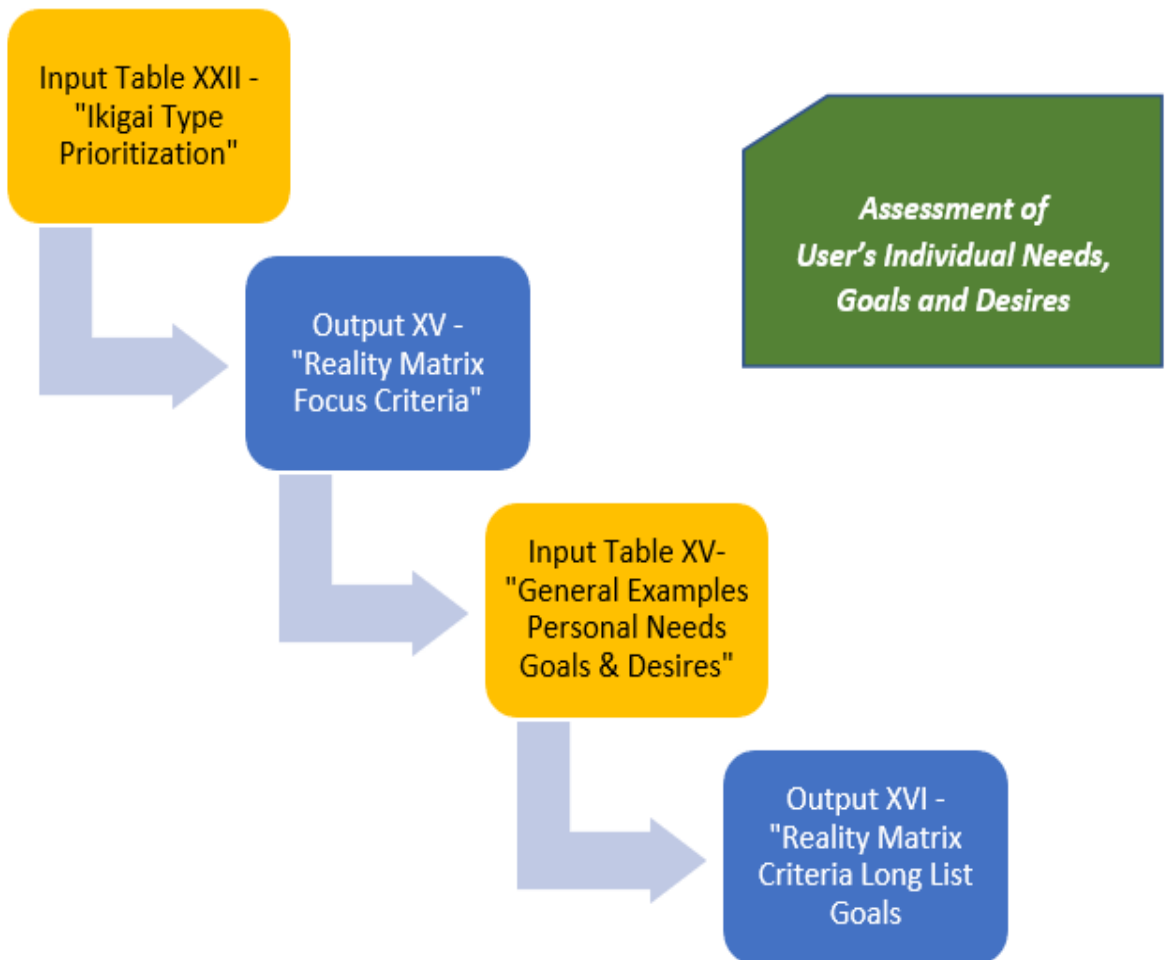 Input Table XXII -
"Ikigai Type
Prioritization"
Assessment of
User’s Individual Needs,
Goals and Desires
Output XV -
"Reality Matrix
Focus Criteria"
Input Table XV-
"General Examples
Personal Needs
Goals & Desires"
Output XVI -
"Reality Matrix
Criteria Long List
Goals